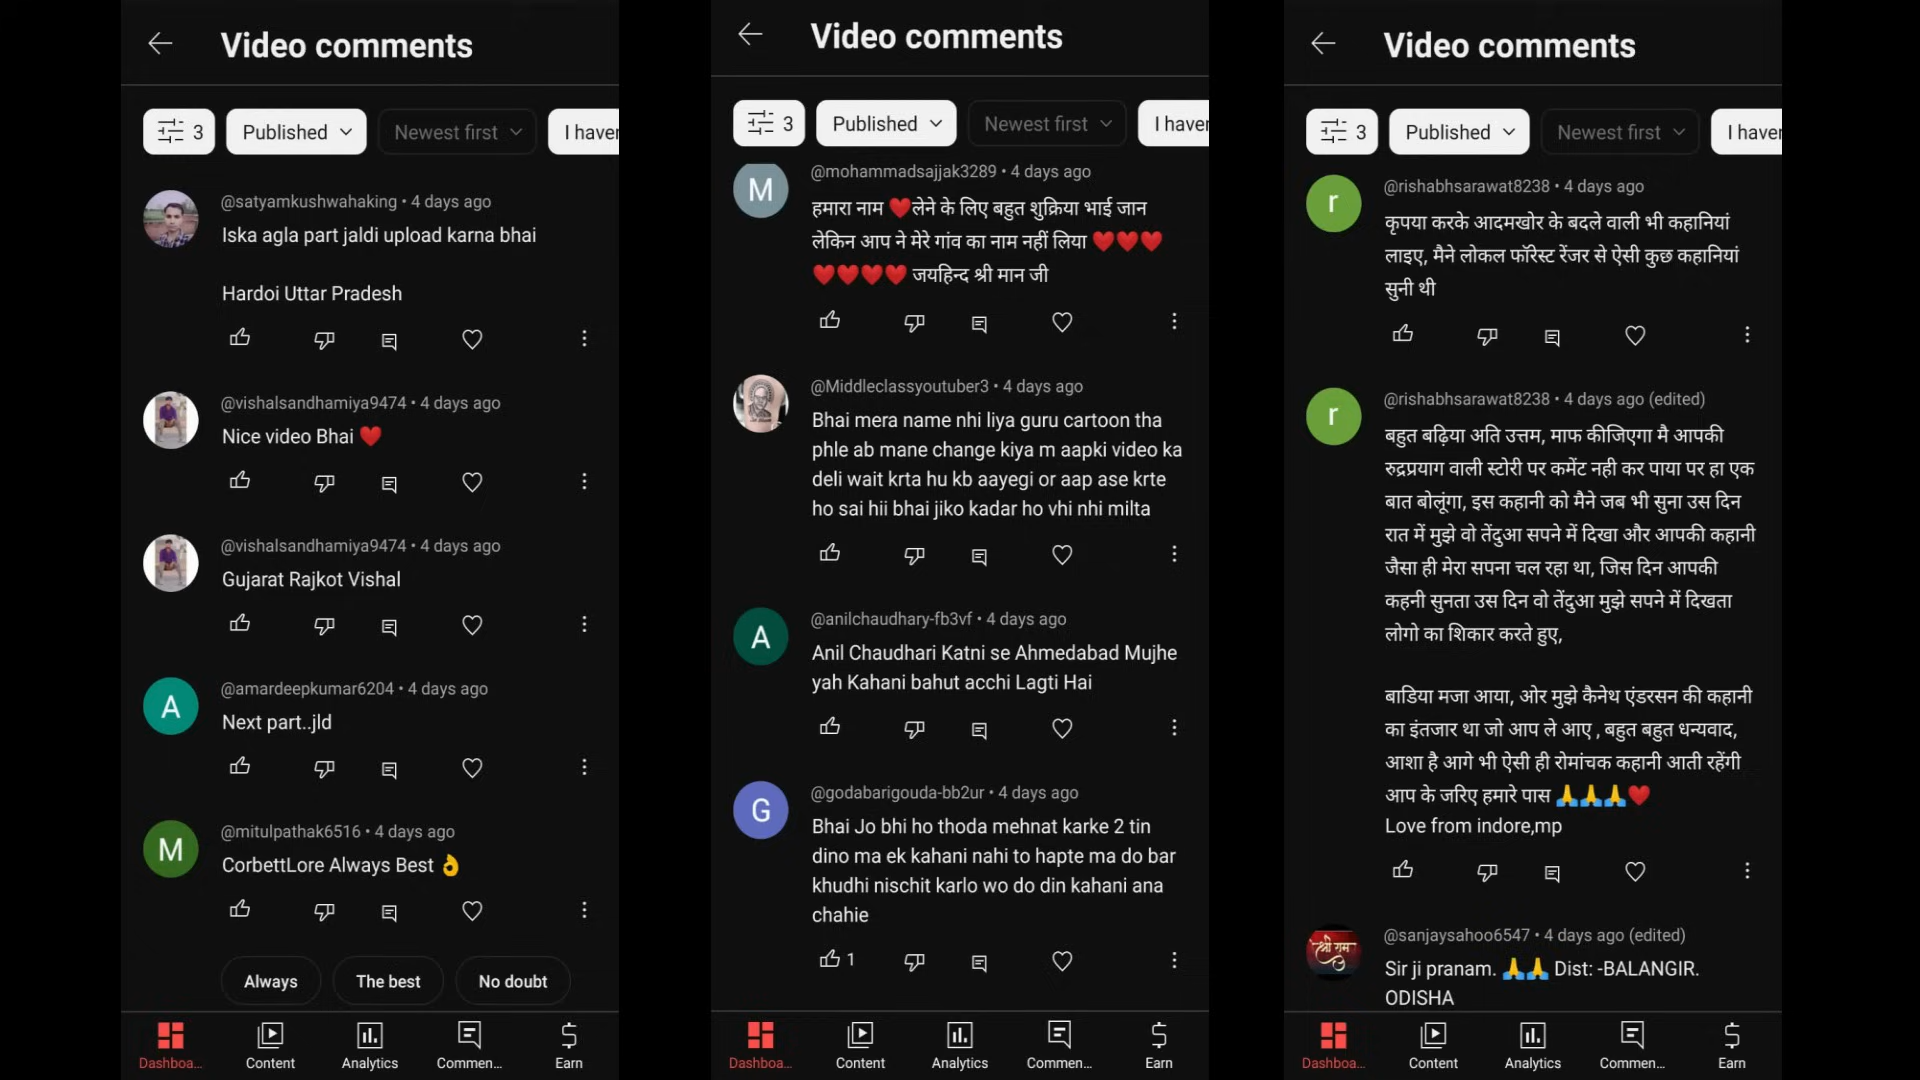 Video comments
3
Published
Newest first
I haven
@satyamkushwahaking • 4 days ago
Iska agla part jaldi upload karna bhai
Hardoi Uttar Pradesh
@vishalsandhamiya9474 • 4 days ago
Nice video Bhai ❤️
@vishalsandhamiya9474 • 4 days ago
Gujarat Rajkot Vishal
A
@amardeepkumar6204 • 4 days ago
Next part..jld
M
@mitulpathak6516 • 4 days ago
CorbettLore Always Best 👌
Always
The best
No doubt
Dashboa...
Content
Analytics
Commen...
Earn
Video comments
3
Published
Newest first
I haver
M
@mohammadsajjak3289 • 4 days ago
हमारा नाम ❤️लेने के लिए बहुत शुक्रिया भाई जान
लेकिन आप ने मेरे गांव का नाम नहीं लिया ❤️❤️❤️
❤️❤️❤️❤️ जयहिन्द श्री मान जी
@Middleclassyoutuber3 • 4 days ago
Bhai mera name nhi liya guru cartoon tha
phle ab mane change kiya m aapki video ka
deli wait krta hu kb aayegi or aap ase krte
ho sai hii bhai jiko kadar ho vhi nhi milta
A
@anilchaudhary-fb3vf • 4 days ago
Anil Chaudhari Katni se Ahmedabad Mujhe
yah Kahani bahut acchi Lagti Hai
G
@godabarigouda-bb2ur • 4 days ago
Bhai Jo bhi ho thoda mehnat karke 2 tin
dino ma ek kahani nahi to hapte ma do bar
khudhi nischit karlo wo do din kahani ana
chahie
1
Dashboa...
Content
Analytics
Commen...
Earn
Video comments
3
Published
Newest first
I haver
r
@rishabhsarawat8238 • 4 days ago
कृपया करके आदमखोर के बदले वाली भी कहानियां
लाइए, मैने लोकल फॉरेस्ट रेंजर से ऐसी कुछ कहानियां
सुनी थी
r
@rishabhsarawat8238 • 4 days ago (edited)
बहुत बढ़िया अति उत्तम, माफ कीजिएगा मै आपकी
रुद्रप्रयाग वाली स्टोरी पर कमेंट नही कर पाया पर हा एक
बात बोलूंगा, इस कहानी को मैने जब भी सुना उस दिन
रात में मुझे वो तेंदुआ सपने में दिखा और आपकी कहानी
जैसा ही मेरा सपना चल रहा था, जिस दिन आपकी
कहनी सुनता उस दिन वो तेंदुआ मुझे सपने में दिखता
लोगो का शिकार करते हुए,
बाडिया मजा आया, ओर मुझे कैनेथ एंडरसन की कहानी
का इंतजार था जो आप ले आए , बहुत बहुत धन्यवाद,
आशा है आगे भी ऐसी ही रोमांचक कहानी आती रहेंगी
आप के जरिए हमारे पास 🙏🙏🙏❤️
Love from indore,mp
श्री राम
@sanjaysahoo6547 • 4 days ago (edited)
Sir ji pranam. 🙏🙏 Dist: -BALANGIR.
ODISHA
Dashboa...
Content
Analytics
Commen...
Earn